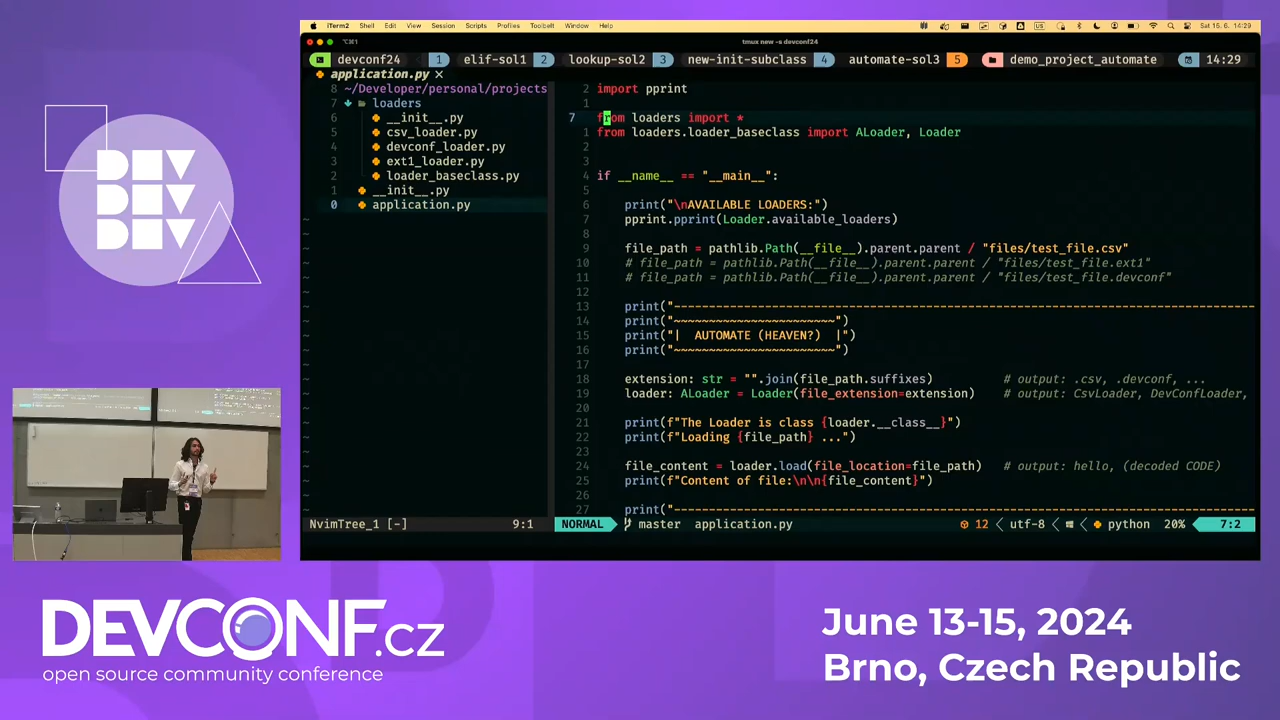 iTerm2 Shell Edit View Session Scripts Profiles Toolbelt Window Help
US
Sat 15. 6. 14:29
⌥⌘1
tmux new -s devconf24
devconf24 1 elif-sol1 2 lookup-sol2 3 new-init-subclass 4 automate-sol3 5 demo_project_automate 14:29
application.py ✕
8 ~/Developer/personal/projects
7 loaders
6 __init__.py
5 csv_loader.py
4 devconf_loader.py
3 ext1_loader.py
2 loader_baseclass.py
1 __init__.py
0 application.py
NvimTree_1 [-] 9:1
2 import pprint
1
7 from loaders import *
1 from loaders.loader_baseclass import ALoader, Loader
2
3
4 if __name__ == "__main__":
5
6 print("\nAVAILABLE LOADERS:")
7 pprint.pprint(Loader.available_loaders)
8
9 file_path = pathlib.Path(__file__).parent.parent / "files/test_file.csv"
10 # file_path = pathlib.Path(__file__).parent.parent / "files/test_file.ext1"
11 # file_path = pathlib.Path(__file__).parent.parent / "files/test_file.devconf"
12
13 print("-----------------------------------------------------------------------------------
14 print("~~~~~~~~~~~~~~~~~~~~~~~")
15 print("|  AUTOMATE (HEAVEN?)  |")
16 print("~~~~~~~~~~~~~~~~~~~~~~~")
17
18 extension: str = "".join(file_path.suffixes) # output: .csv, .devconf, ...
19 loader: ALoader = Loader(file_extension=extension) # output: CsvLoader, DevConfLoader,
20
21 print(f"The Loader is class {loader.__class__}")
22 print(f"Loading {file_path} ...")
23
24 file_content = loader.load(file_location=file_path) # output: hello, (decoded CODE)
25 print(f"Content of file:\n\n{file_content}")
26
27 print("-----------------------------------------------------------------------------------
NORMAL master application.py 12 utf-8 python 20% 7:2
DEV
DEV
DEV
DEVCONF.cz
open source community conference
June 13-15, 2024
Brno, Czech Republic